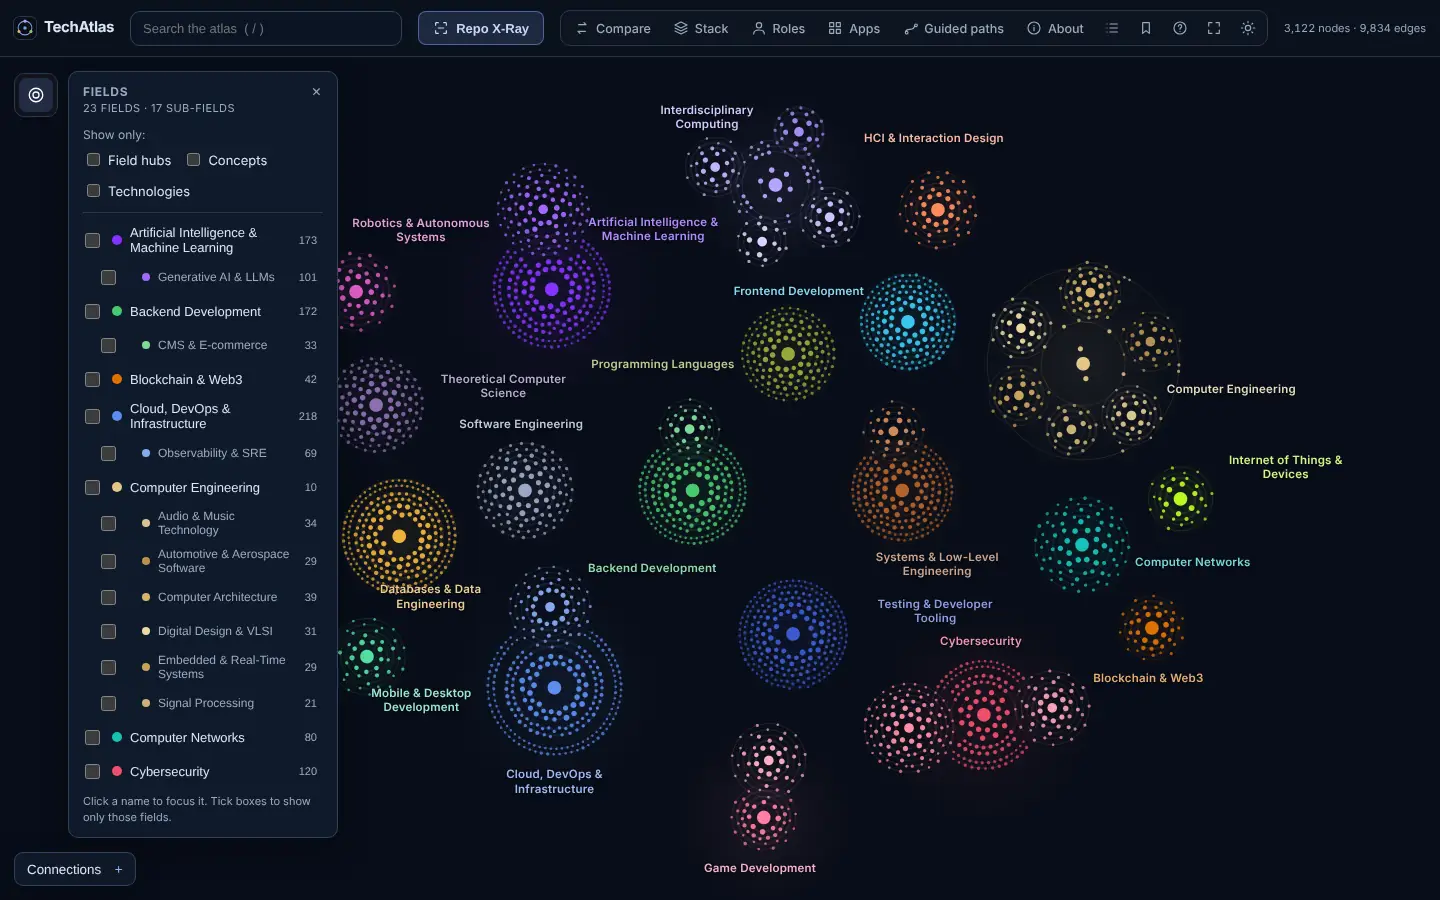 TechAtlas
Search the atlas ( / )
Repo X-Ray
Compare
Stack
Roles
Apps
Guided paths
About
3,122 nodes · 9,834 edges
FIELDS
23 FIELDS · 17 SUB-FIELDS
Show only:
Field hubs
Concepts
Technologies
Artificial Intelligence &
Machine Learning
173
Generative AI & LLMs
101
Backend Development
172
CMS & E-commerce
33
Blockchain & Web3
42
Cloud, DevOps &
Infrastructure
218
Observability & SRE
69
Computer Engineering
10
Audio & Music
Technology
34
Automotive & Aerospace
Software
29
Computer Architecture
39
Digital Design & VLSI
31
Embedded & Real-Time
Systems
29
Signal Processing
21
Computer Networks
80
Cybersecurity
120
Click a name to focus it. Tick boxes to show
only those fields.
Connections +
Interdisciplinary
Computing
HCI & Interaction Design
Robotics & Autonomous
Systems
Artificial Intelligence &
Machine Learning
Frontend Development
Programming Languages
Theoretical Computer
Science
Computer Engineering
Software Engineering
Internet of Things &
Devices
Systems & Low-Level
Engineering
Computer Networks
Backend Development
Databases & Data
Engineering
Testing & Developer
Tooling
Cybersecurity
Blockchain & Web3
Mobile & Desktop
Development
Cloud, DevOps &
Infrastructure
Game Development